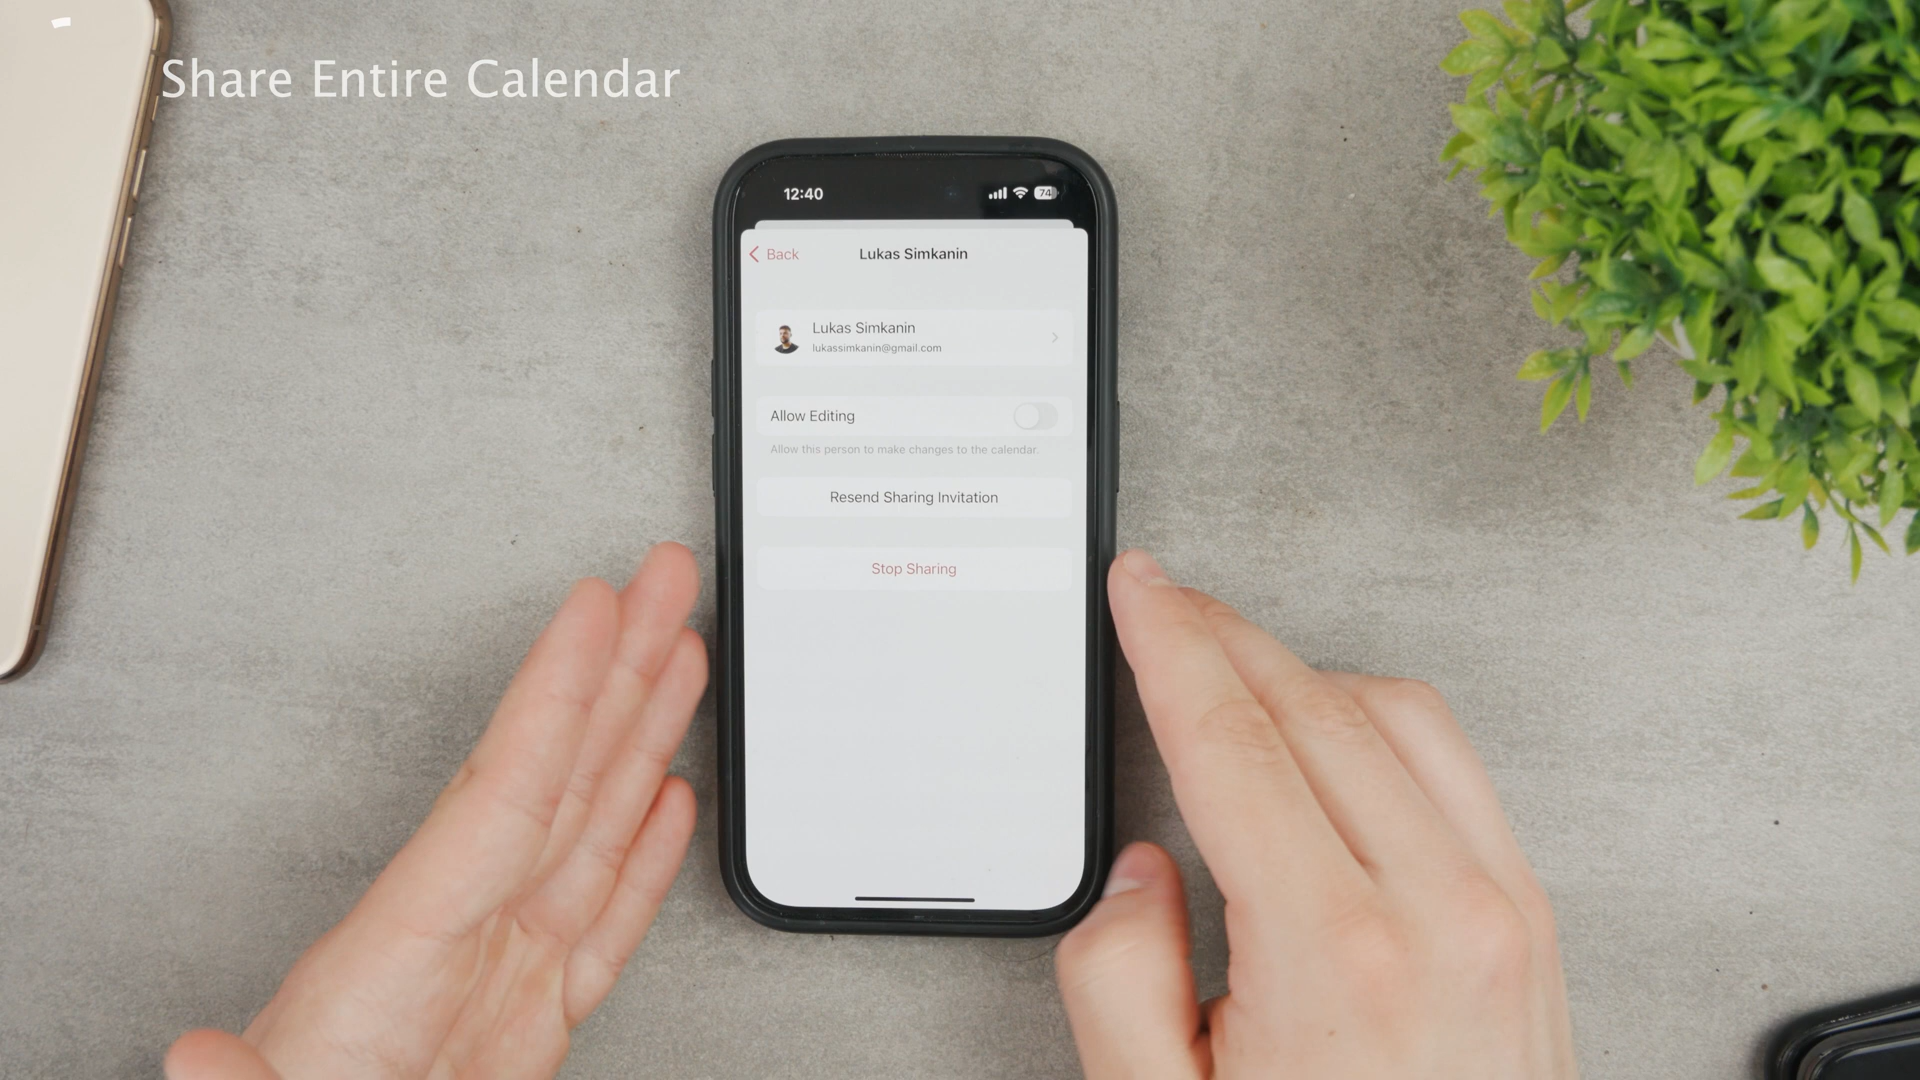 Share Entire Calendar
12:40
74
Back
Lukas Simkanin
Lukas Simkanin
lukassimkanin@gmail.com
Allow Editing
Allow this person to make changes to the calendar.
Resend Sharing Invitation
Stop Sharing